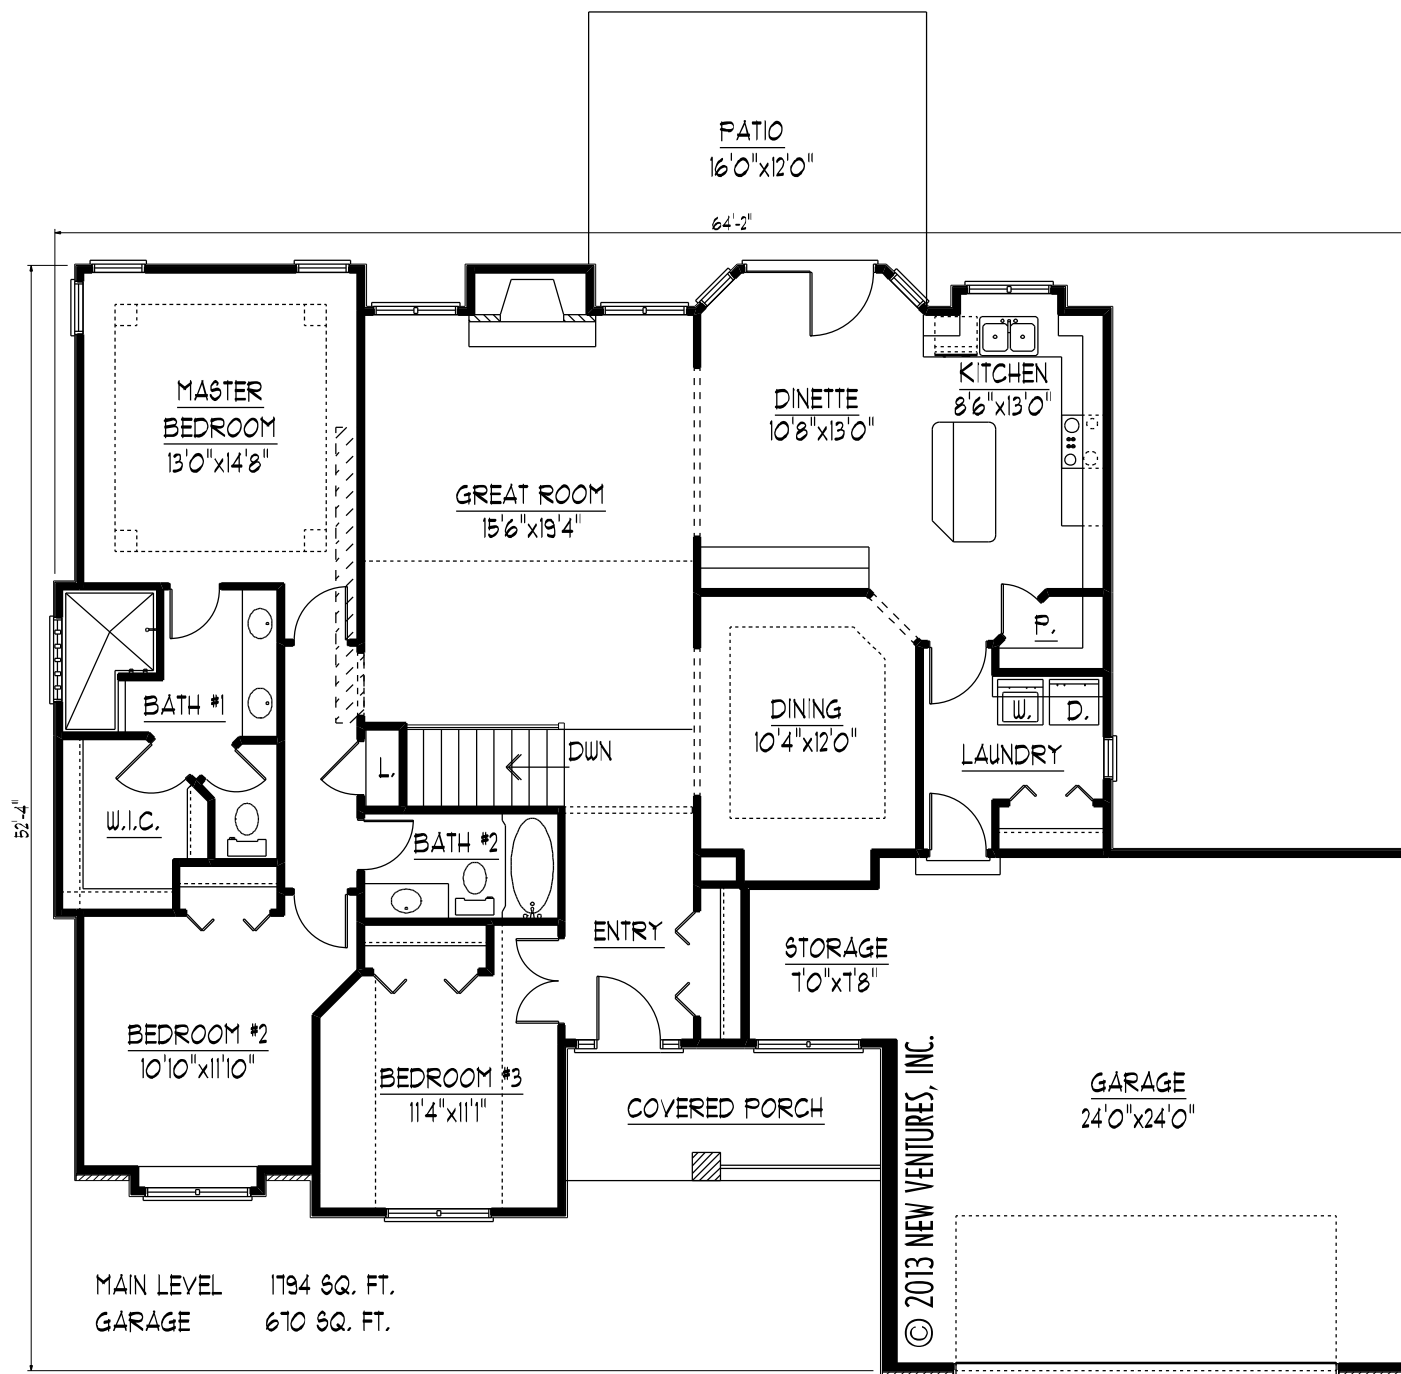 PATIO
16'0"x12'0"
64'-2"
MASTER
BEDROOM
13'0"x14'8"
GREAT ROOM
15'6"x19'4"
DINETTE
10'8"x13'0"
KITCHEN
8'6"x13'0"
P.
BATH #1
DINING
10'4"x12'0"
W.
D.
LAUNDRY
L.
DWN
W.I.C.
BATH #2
52'-4"
ENTRY
STORAGE
7'0"x7'8"
BEDROOM #2
10'10"x11'10"
BEDROOM #3
11'4"x11'1"
COVERED PORCH
GARAGE
24'0"x24'0"
© 2013 NEW VENTURES, INC.
MAIN LEVEL 1794 SQ. FT.
GARAGE 670 SQ. FT.